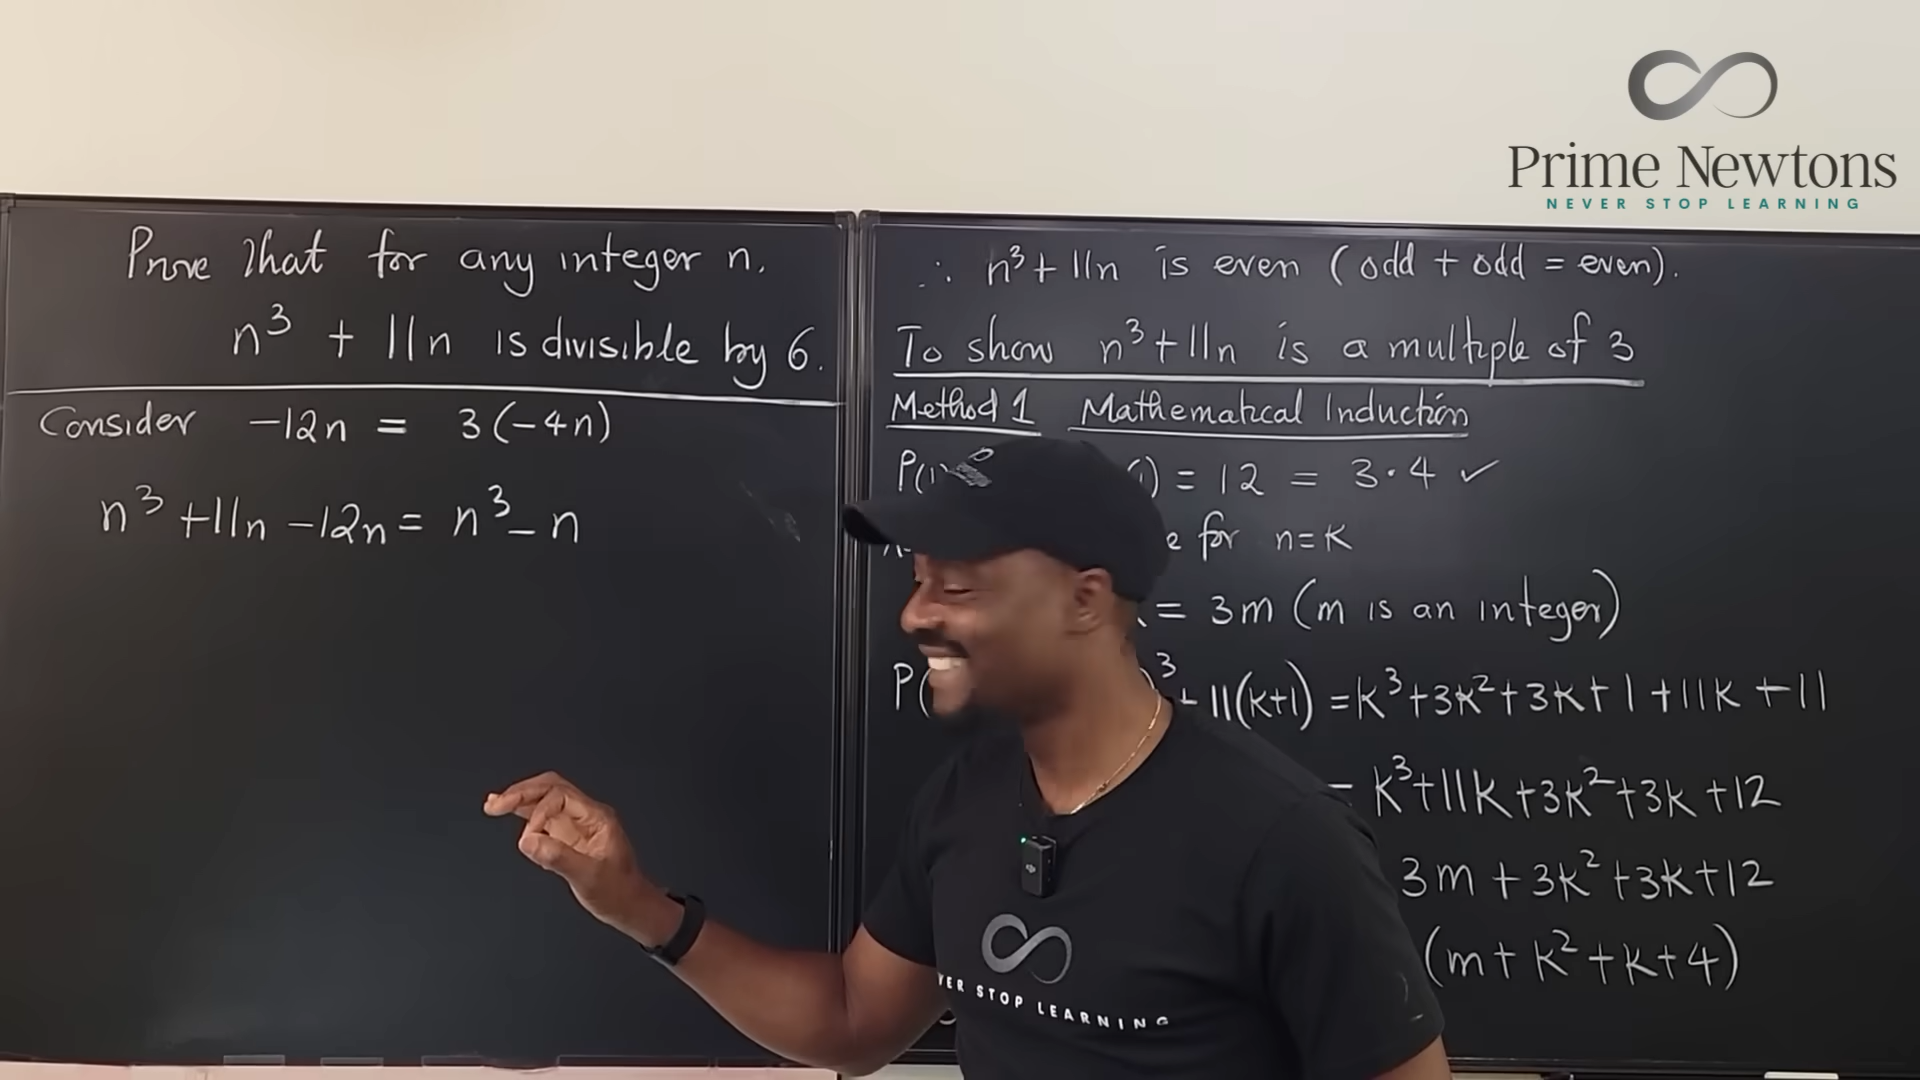 Prime Newtons
NEVER STOP LEARNING
Prove that for any integer n.
n³ + 11n is divisible by 6.
Consider -12n = 3(-4n)
n³ + 11n - 12n = n³ - n
∴ n³ + 11n is even (odd + odd = even).
To show n³ + 11n is a multiple of 3
Method 1 Mathematical Induction
P(1) = 12 = 3·4 ✓
for n=k
= 3m (m is an integer)
P( ³ + 11(k+1) = k³ + 3k² + 3k + 1 + 11k + 11
= k³ + 11k + 3k² + 3k + 12
3m + 3k² + 3k + 12
(m + k² + k + 4)
STOP LEARNING